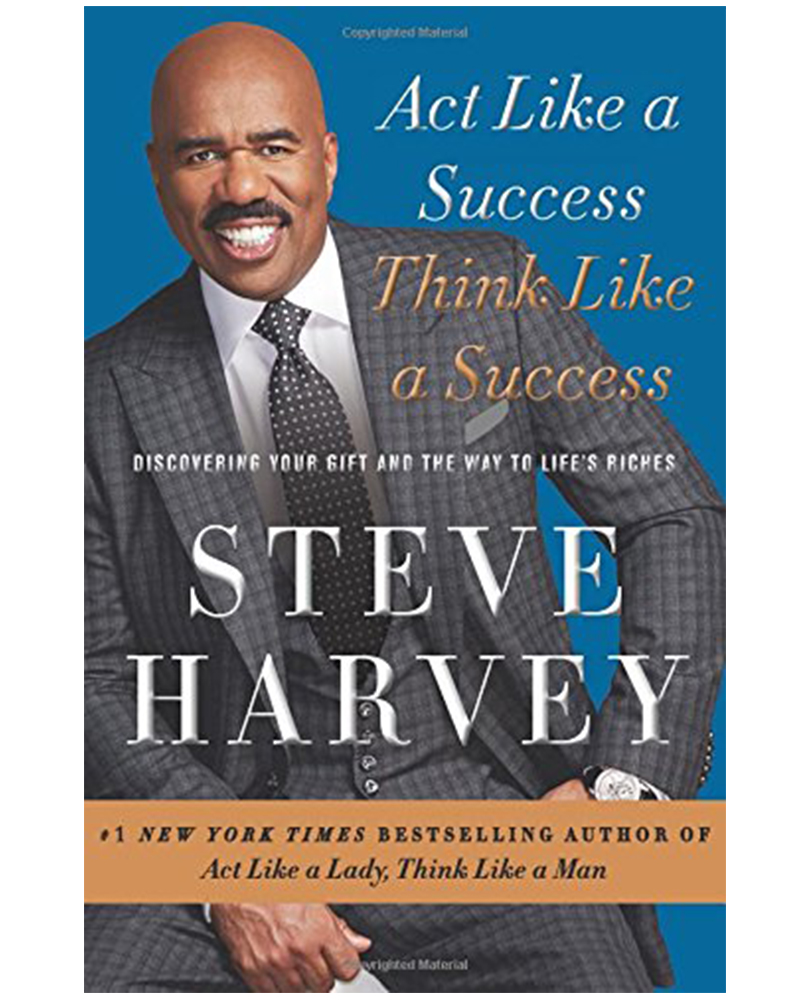 Copyrighted Material
Act Like a
Success
Think Like
a Success
DISCOVERING YOUR GIFT AND THE WAY TO LIFE'S RICHES
STEVE
HARVEY
#1 NEW YORK TIMES BESTSELLING AUTHOR OF
Act Like a Lady, Think Like a Man
Copyrighted Material